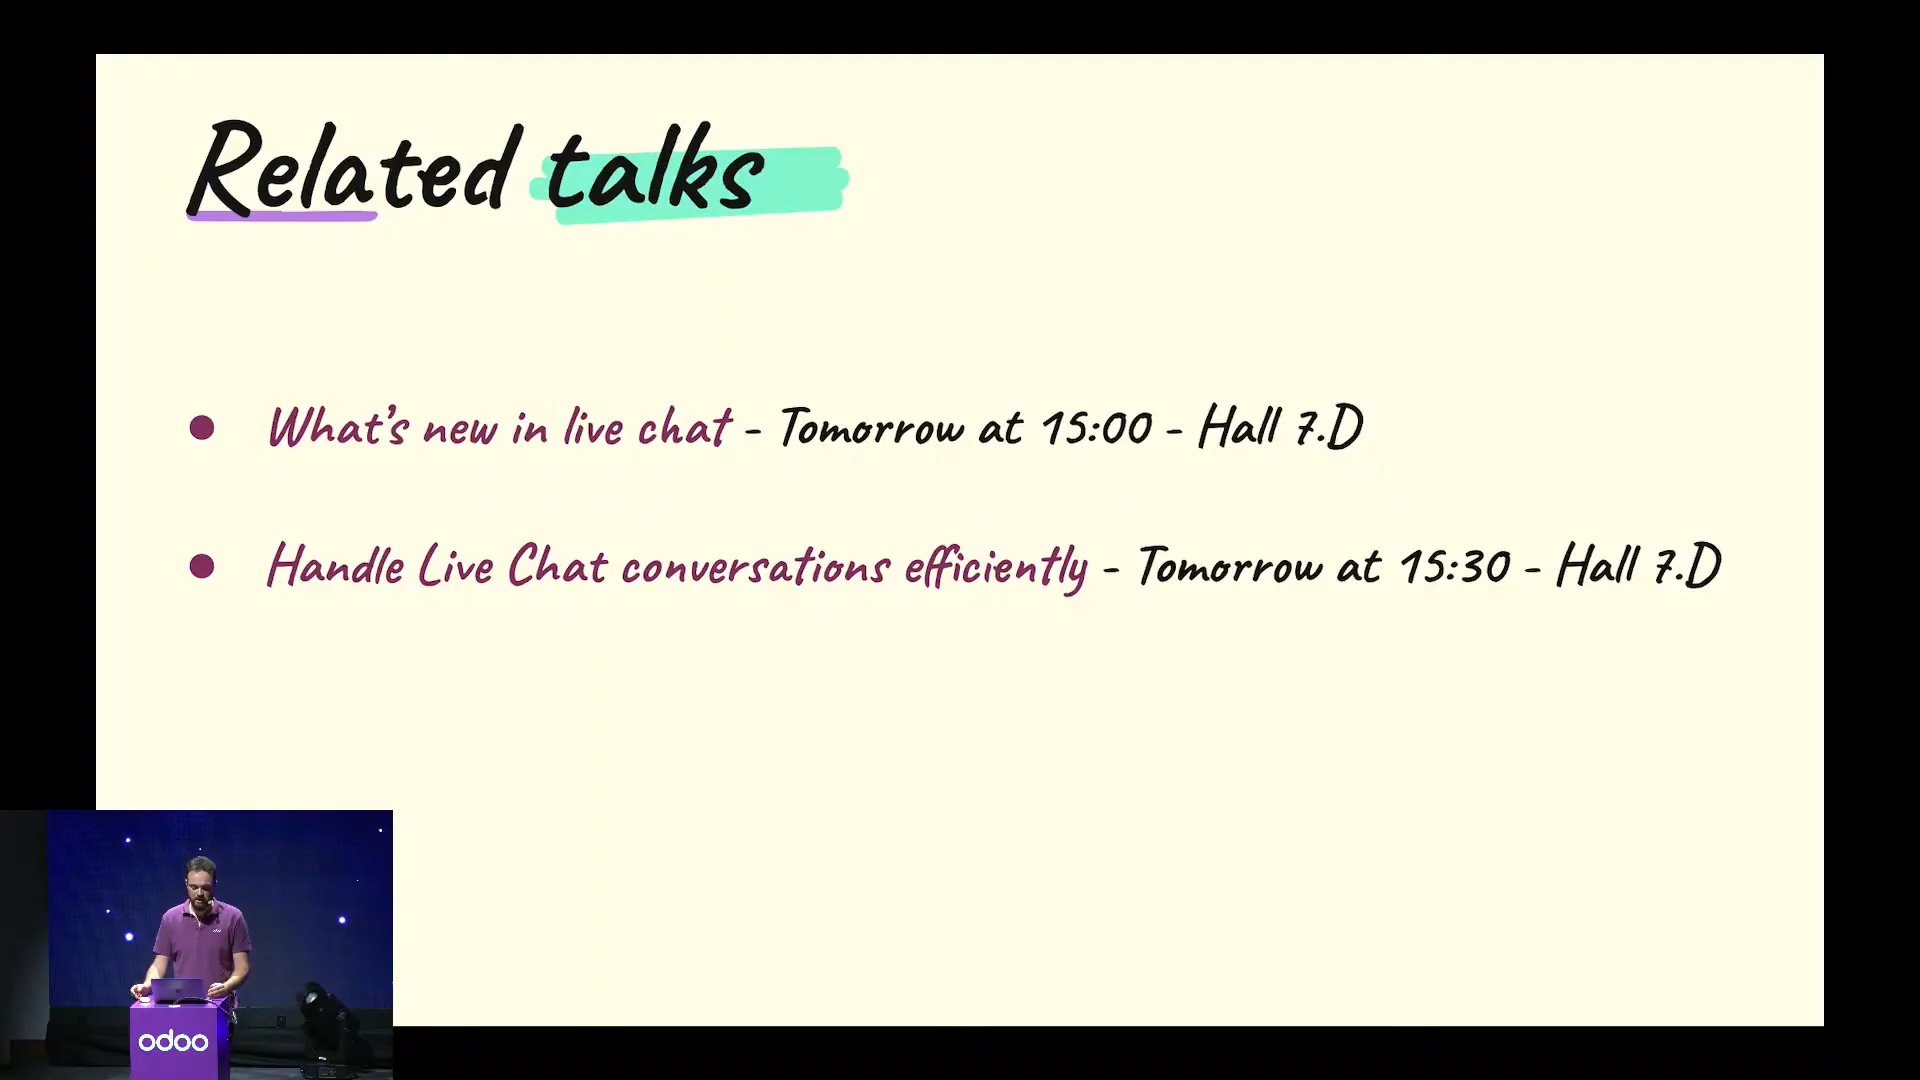 Related talks
● What's new in live chat - Tomorrow at 15:00 - Hall 7.D
● Handle Live Chat conversations efficiently - Tomorrow at 15:30 - Hall 7.D
odoo